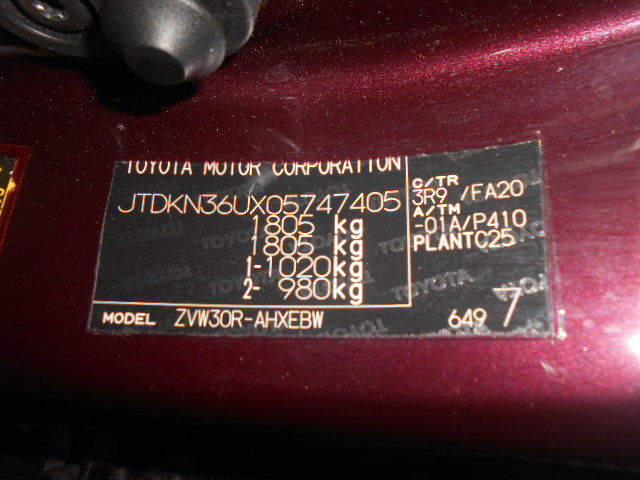 TOYOTA MOTOR CORPORATION
JTDKN36UX05747405
1805 kg
1805 kg
1- 1020kg
2- 980kg
C/TR
3R9 /FA20
A/TM
-01A/P410
PLANTC25
MODEL ZVW30R-AHXEBW
649 7